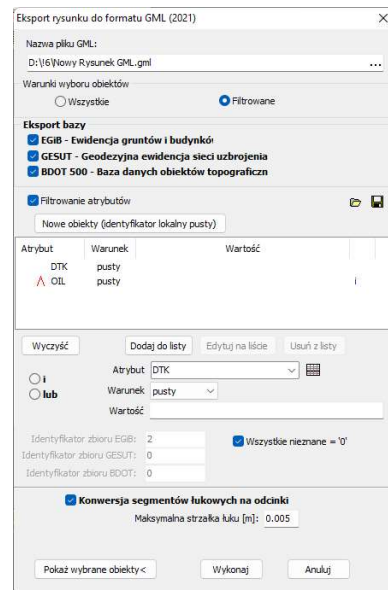 Eksport rysunku do formatu GML (2021)
Nazwa pliku GML:
D:\!6\Nowy Rysunek GML.gml ...
Warunki wyboru obiektów
Wszystkie Filtrowane
Eksport bazy
EGiB - Ewidencja gruntów i budynkó
GESUT - Geodezyjna ewidencja sieci uzbrojenia
BDOT 500 - Baza danych obiektów topograficzn
Filtrowanie atrybutów
Nowe obiekty (identyfikator lokalny pusty)
Atrybut Warunek Wartość
DTK pusty
OIL pusty i
Wyczyść Dodaj do listy Edytuj na liście Usuń z listy
i
lub
Atrybut DTK
Warunek pusty
Wartość
Identyfikator zbioru EGiB: 2 Wszystkie nieznane = '0'
Identyfikator zbioru GESUT: 0
Identyfikator zbioru BDOT: 0
Konwersja segmentów łukowych na odcinki
Maksymalna strzałka łuku [m]: 0.005
Pokaż wybrane obiekty< Wykonaj Anuluj